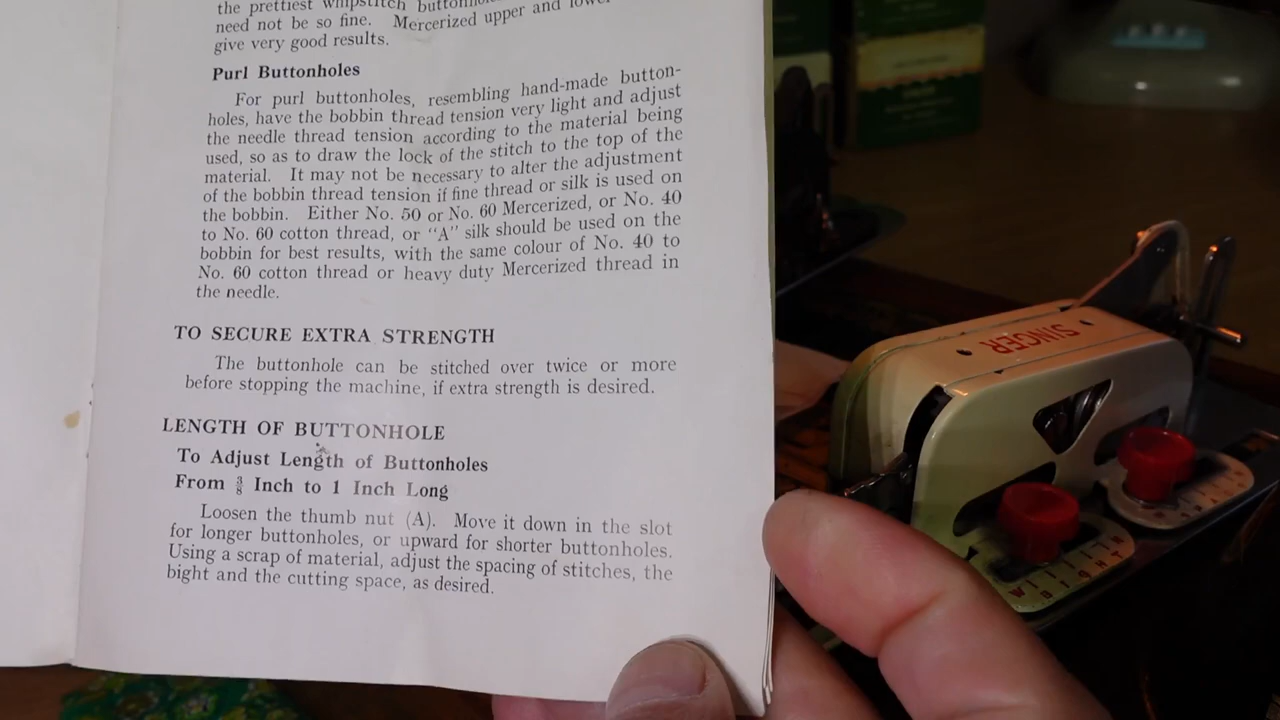 the prettiest whipstitch
need not be so fine. Mercerized upper and lower
give very good results.
Purl Buttonholes
For purl buttonholes, resembling hand-made button-
holes, have the bobbin thread tension very light and adjust
the needle thread tension according to the material being
used, so as to draw the lock of the stitch to the top of the
material. It may not be necessary to alter the adjustment
of the bobbin thread tension if fine thread or silk is used on
the bobbin. Either No. 50 or No. 60 Mercerized, or No. 40
to No. 60 cotton thread, or "A" silk should be used on the
bobbin for best results, with the same colour of No. 40 to
No. 60 cotton thread or heavy duty Mercerized thread in
the needle.
TO SECURE EXTRA STRENGTH
The buttonhole can be stitched over twice or more
before stopping the machine, if extra strength is desired.
LENGTH OF BUTTONHOLE
To Adjust Length of Buttonholes
From ⅜ Inch to 1 Inch Long
Loosen the thumb nut (A). Move it down in the slot
for longer buttonholes, or upward for shorter buttonholes.
Using a scrap of material, adjust the spacing of stitches, the
bight and the cutting space, as desired.
SINGER
W N
BIGHT